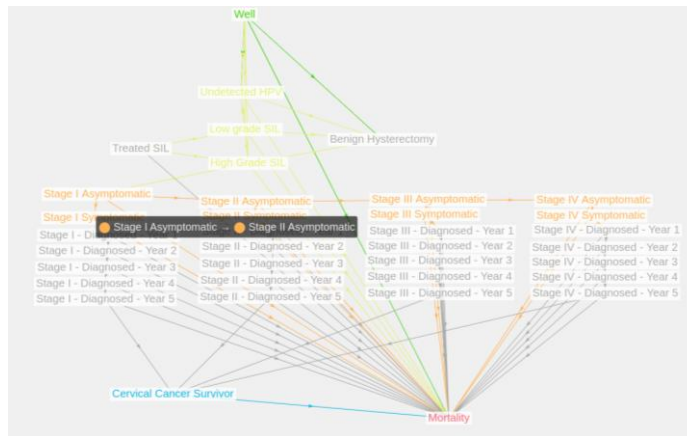 Well
Undetected HPV
Low grade SIL
Benign Hysterectomy
Treated SIL
High Grade SIL
Stage I Asymptomatic
Stage II Asymptomatic
Stage III Asymptomatic
Stage IV Asymptomatic
Stage III Symptomatic
Stage IV Symptomatic
Stage I Asymptomatic → Stage II Asymptomatic
Stage III - Diagnosed - Year 1
Stage IV - Diagnosed - Year 1
Stage I - Diagnosed - Year 2
Stage II - Diagnosed - Year 2
Stage III - Diagnosed - Year 2
Stage IV - Diagnosed - Year 2
Stage I - Diagnosed - Year 3
Stage II - Diagnosed - Year 3
Stage III - Diagnosed - Year 3
Stage IV - Diagnosed - Year 3
Stage I - Diagnosed - Year 4
Stage II - Diagnosed - Year 4
Stage III - Diagnosed - Year 4
Stage IV - Diagnosed - Year 4
Stage I - Diagnosed - Year 5
Stage II - Diagnosed - Year 5
Stage III - Diagnosed - Year 5
Stage IV - Diagnosed - Year 5
Cervical Cancer Survivor
Mortality